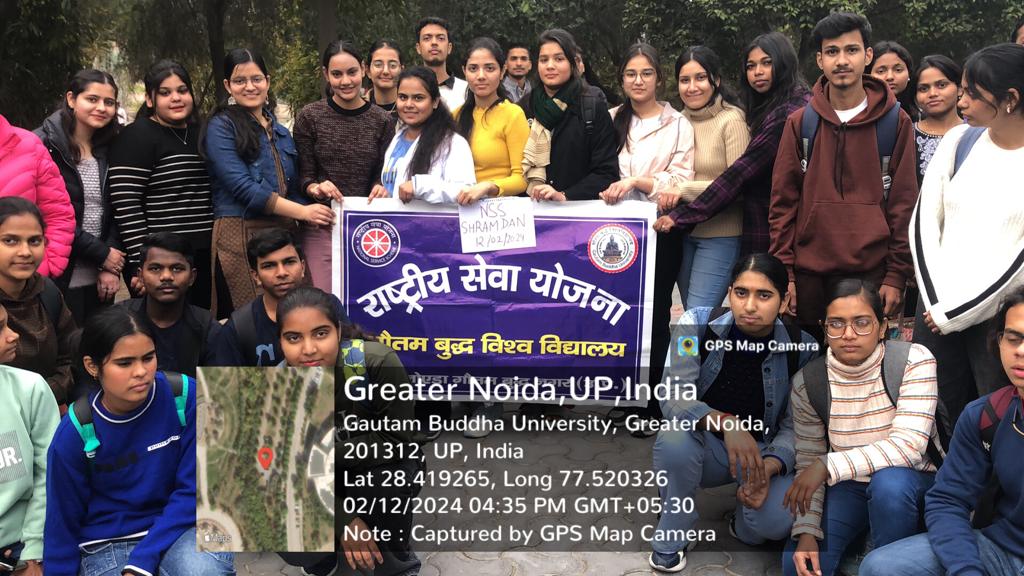 NSS
SHRAMDAN
12/02/2024
राष्ट्रीय सेवा योजना
गौतम बुद्ध विश्व विद्यालय
GPS Map Camera
Greater Noida,UP,India
Gautam Buddha University, Greater Noida,
201312, UP, India
Lat 28.419265, Long 77.520326
02/12/2024 04:35 PM GMT+05:30
Note : Captured by GPS Map Camera
Maps